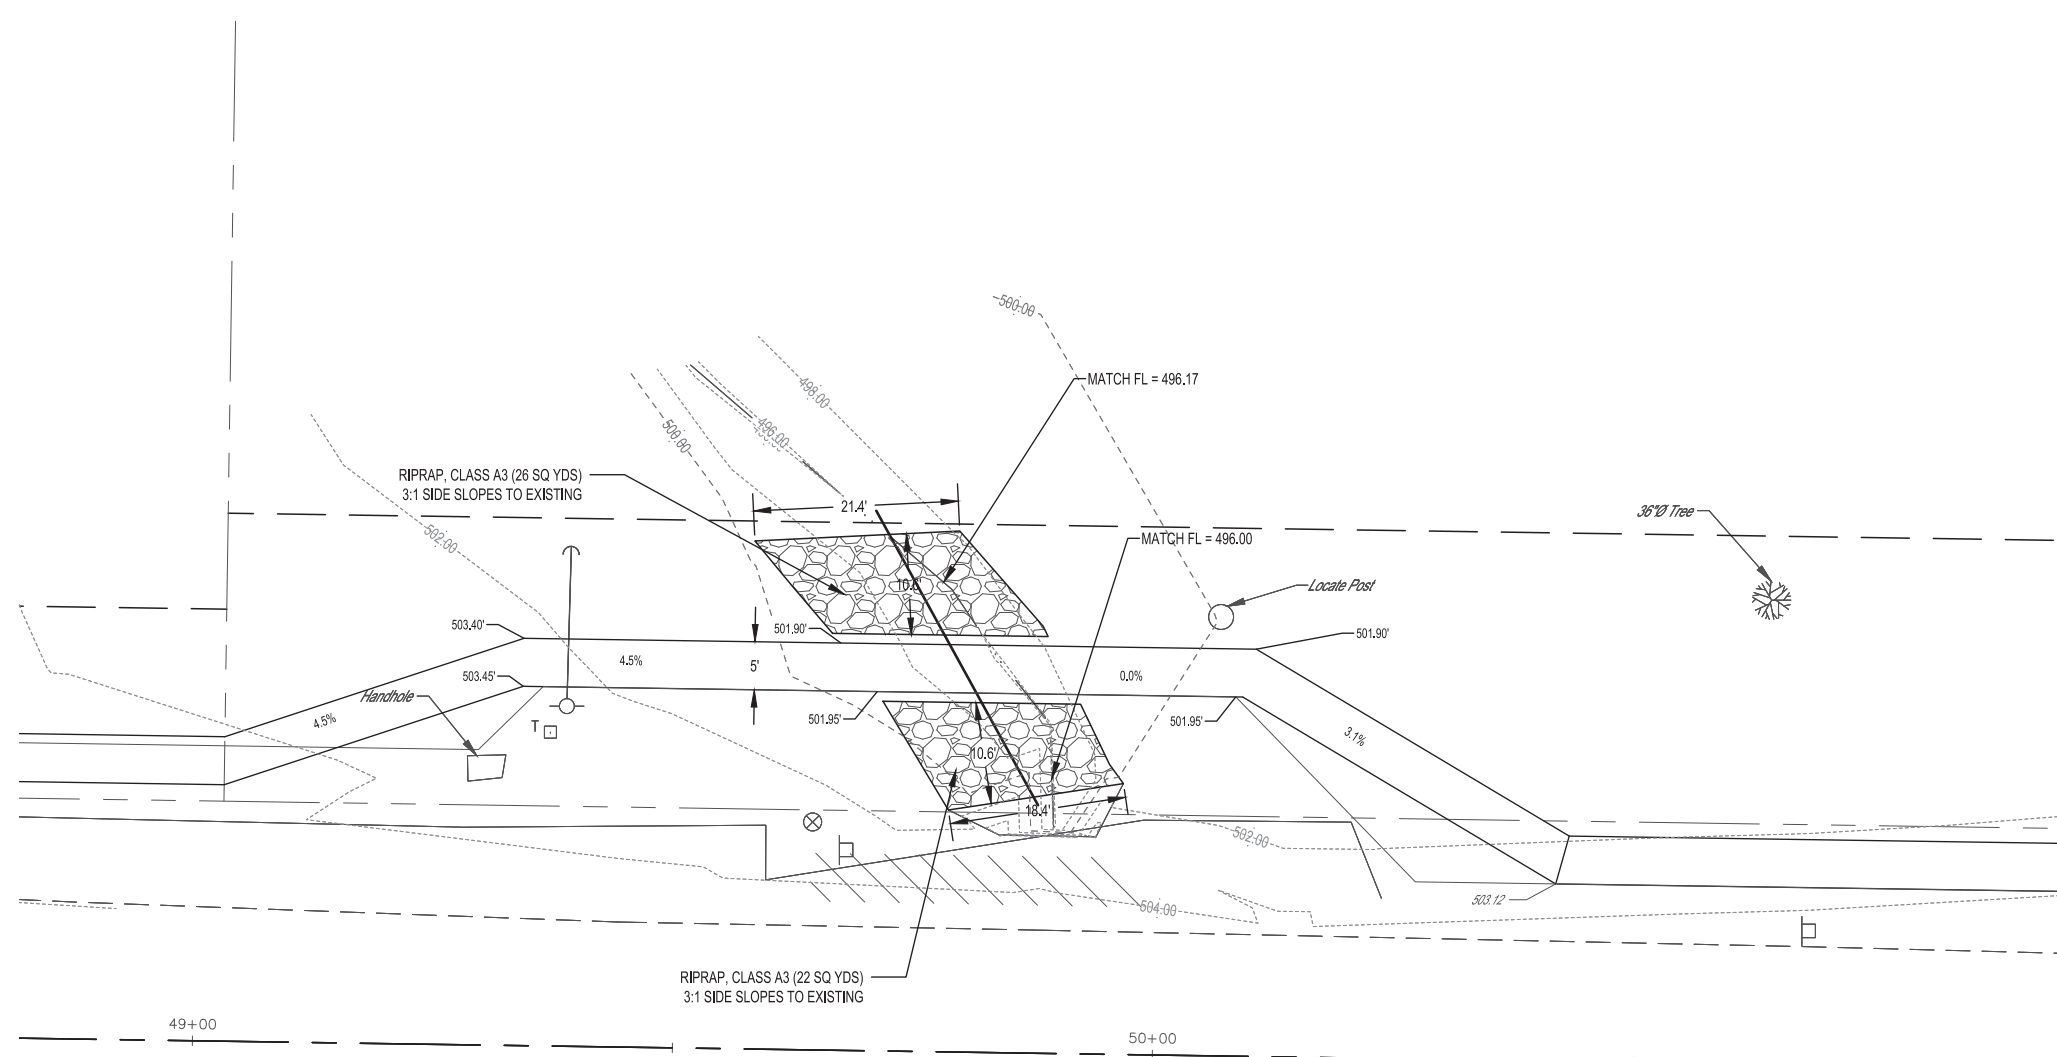 500.00
498.00
MATCH FL = 496.17
496.00
500.00
RIPRAP, CLASS A3 (26 SQ YDS)
3:1 SIDE SLOPES TO EXISTING
21.4'
36"Ø Tree
502.00
MATCH FL = 496.00
Locate Post
503.40'
501.90'
501.90'
4.5%
5'
0.0%
503.45'
Handhole
501.95'
501.95'
4.5%
T
3.1%
10.6'
18.4'
502.00
503.12
504.00
RIPRAP, CLASS A3 (22 SQ YDS)
3:1 SIDE SLOPES TO EXISTING
49+00
50+00